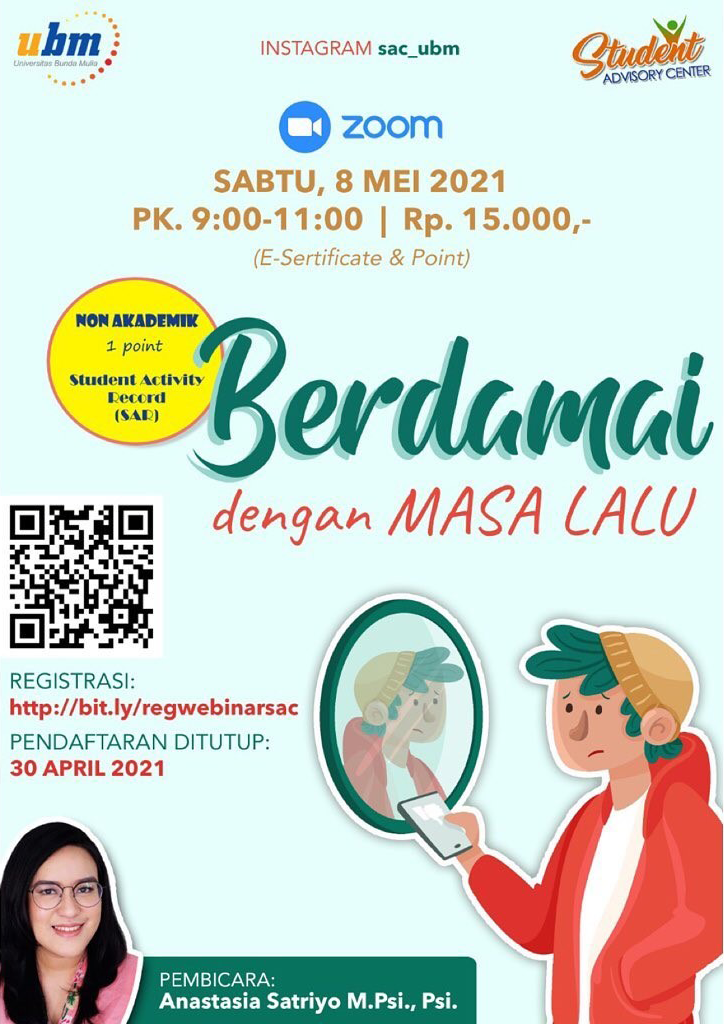 ubm
Universitas Bunda Mulia
INSTAGRAM sac_ubm
Student
ADVISORY CENTER
zoom
SABTU, 8 MEI 2021
PK. 9:00-11:00 | Rp. 15.000,-
(E-Sertificate & Point)
NON AKADEMIK
1 point
Student Activity
Record
(SAR)
Berdamai
dengan MASA LALU
REGISTRASI:
http://bit.ly/regwebinarsac
PENDAFTARAN DITUTUP:
30 APRIL 2021
PEMBICARA:
Anastasia Satriyo M.Psi., Psi.